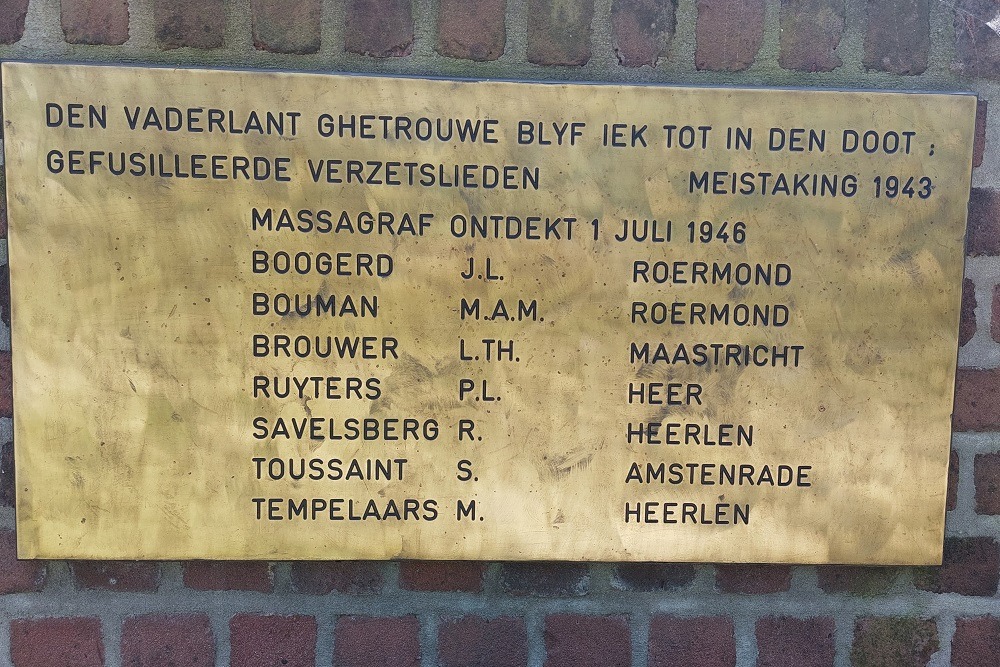 DEN VADERLANT GHETROUWE BLYF IEK TOT IN DEN DOOT ;
GEFUSILLEERDE VERZETSLIEDEN MEISTAKING 1943
MASSAGRAF ONTDEKT 1 JULI 1946
BOOGERD J.L. ROERMOND
BOUMAN M.A.M. ROERMOND
BROUWER L.TH. MAASTRICHT
RUYTERS P.L. HEER
SAVELSBERG R. HEERLEN
TOUSSAINT S. AMSTENRADE
TEMPELAARS M. HEERLEN